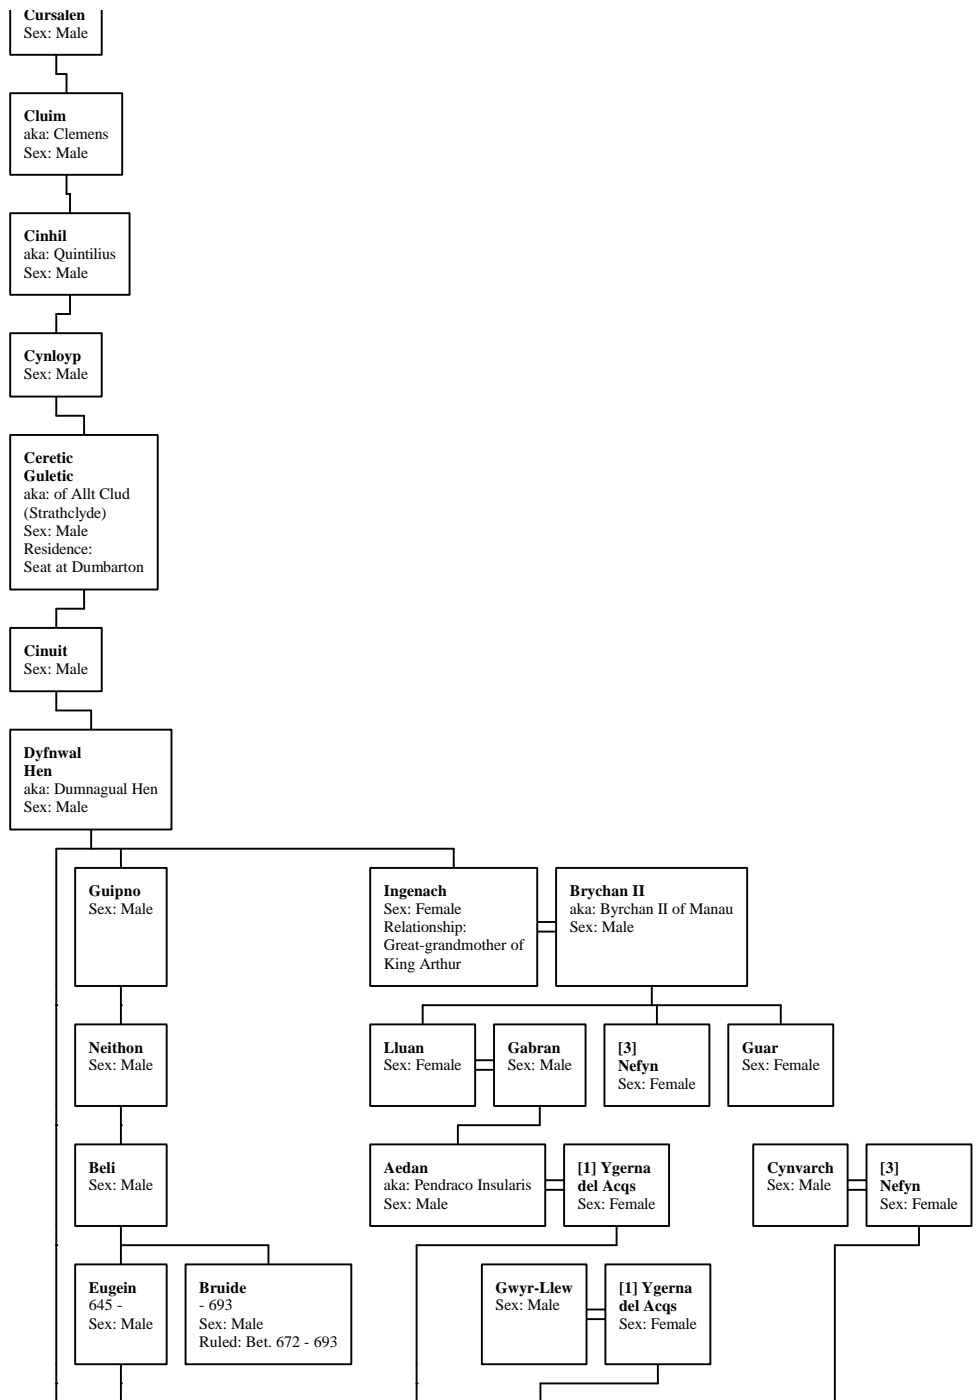 Cursalen
Sex: Male
Cluim
aka: Clemens
Sex: Male
Cinhil
aka: Quintilius
Sex: Male
Cynloyp
Sex: Male
Ceretic
Guletic
aka: of Allt Clud
(Strathclyde)
Sex: Male
Residence:
Seat at Dumbarton
Cinuit
Sex: Male
Dyfnwal
Hen
aka: Dumnagual Hen
Sex: Male
Guipno
Sex: Male
Ingenach
Sex: Female
Relationship:
Great-grandmother of
King Arthur
Brychan II
aka: Byrchan II of Manau
Sex: Male
Neithon
Sex: Male
Lluan
Sex: Female
Gabran
Sex: Male
[3]
Nefyn
Sex: Female
Guar
Sex: Female
Beli
Sex: Male
Aedan
aka: Pendraco Insularis
Sex: Male
[1] Ygerna
del Acqs
Sex: Female
Cynvarch
Sex: Male
[3]
Nefyn
Sex: Female
Eugein
645 -
Sex: Male
Bruide
- 693
Sex: Male
Ruled: Bet. 672 - 693
Gwyr-Llew
Sex: Male
[1] Ygerna
del Acqs
Sex: Female